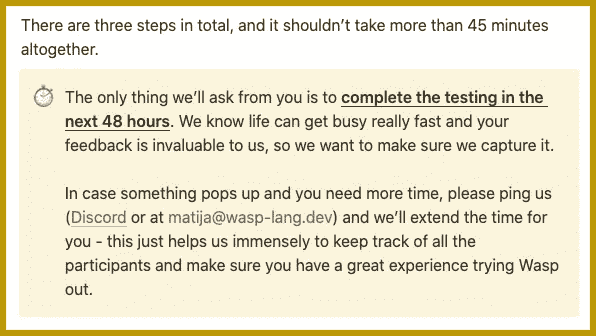 There are three steps in total, and it shouldn’t take more than 45 minutes
altogether.
The only thing we’ll ask from you is to complete the testing in the
next 48 hours. We know life can get busy really fast and your
feedback is invaluable to us, so we want to make sure we capture it.
In case something pops up and you need more time, please ping us
(Discord or at matija@wasp-lang.dev) and we’ll extend the time for
you - this just helps us immensely to keep track of all the
participants and make sure you have a great experience trying Wasp
out.